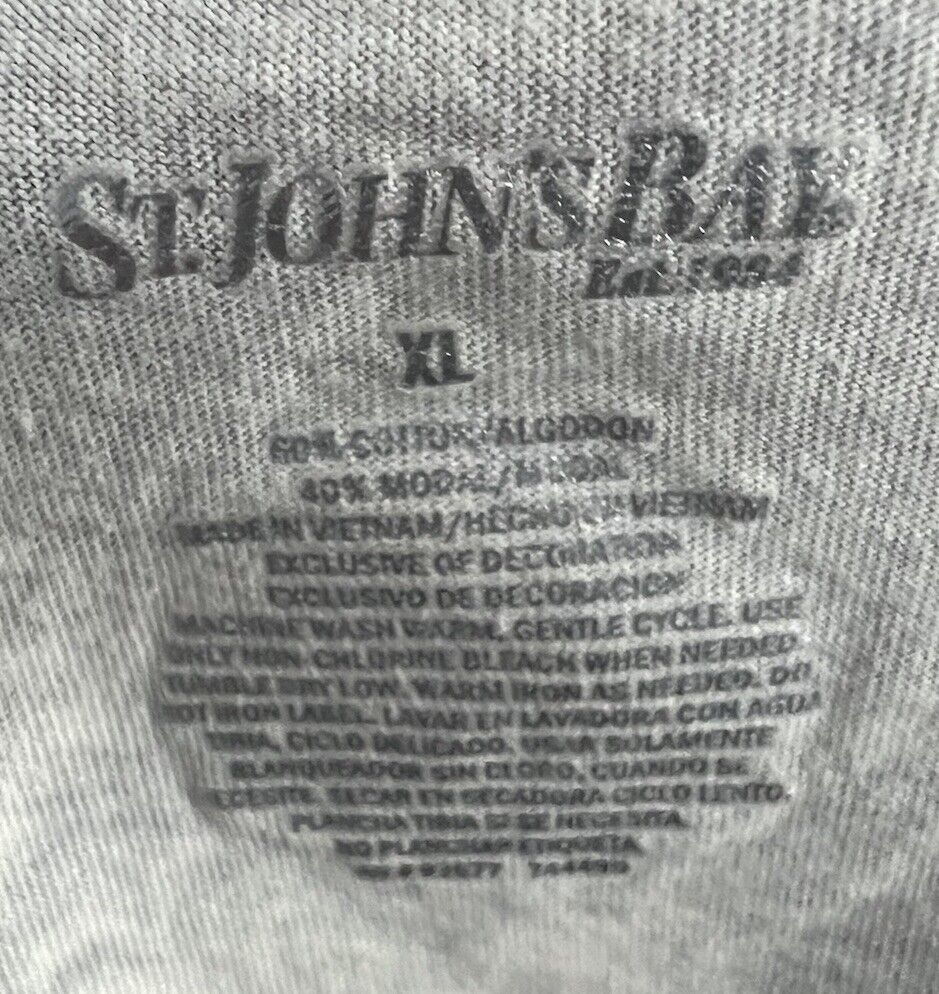 ST. JOHN'S BAY
XL
60% COTTON/ALGODON
40% MODAL/MODAL
MADE IN VIETNAM/HECHO EN VIETNAM
EXCLUSIVE OF DECORATION
EXCLUSIVO DE DECORACION
MACHINE WASH WARM, GENTLE CYCLE. USE
ONLY NON-CHLORINE BLEACH WHEN NEEDED.
TUMBLE DRY LOW. WARM IRON AS NEEDED. DO
NOT IRON LABEL. LAVAR EN LAVADORA CON AGUA
TIBIA, CICLO DELICADO. USAR SOLAMENTE
BLANQUEADOR SIN CLORO, CUANDO SE
NECESITE. SECAR EN SECADORA CICLO LENTO.
PLANCHA TIBIA SI SE NECESITA.
NO PLANCHAR ETIQUETA